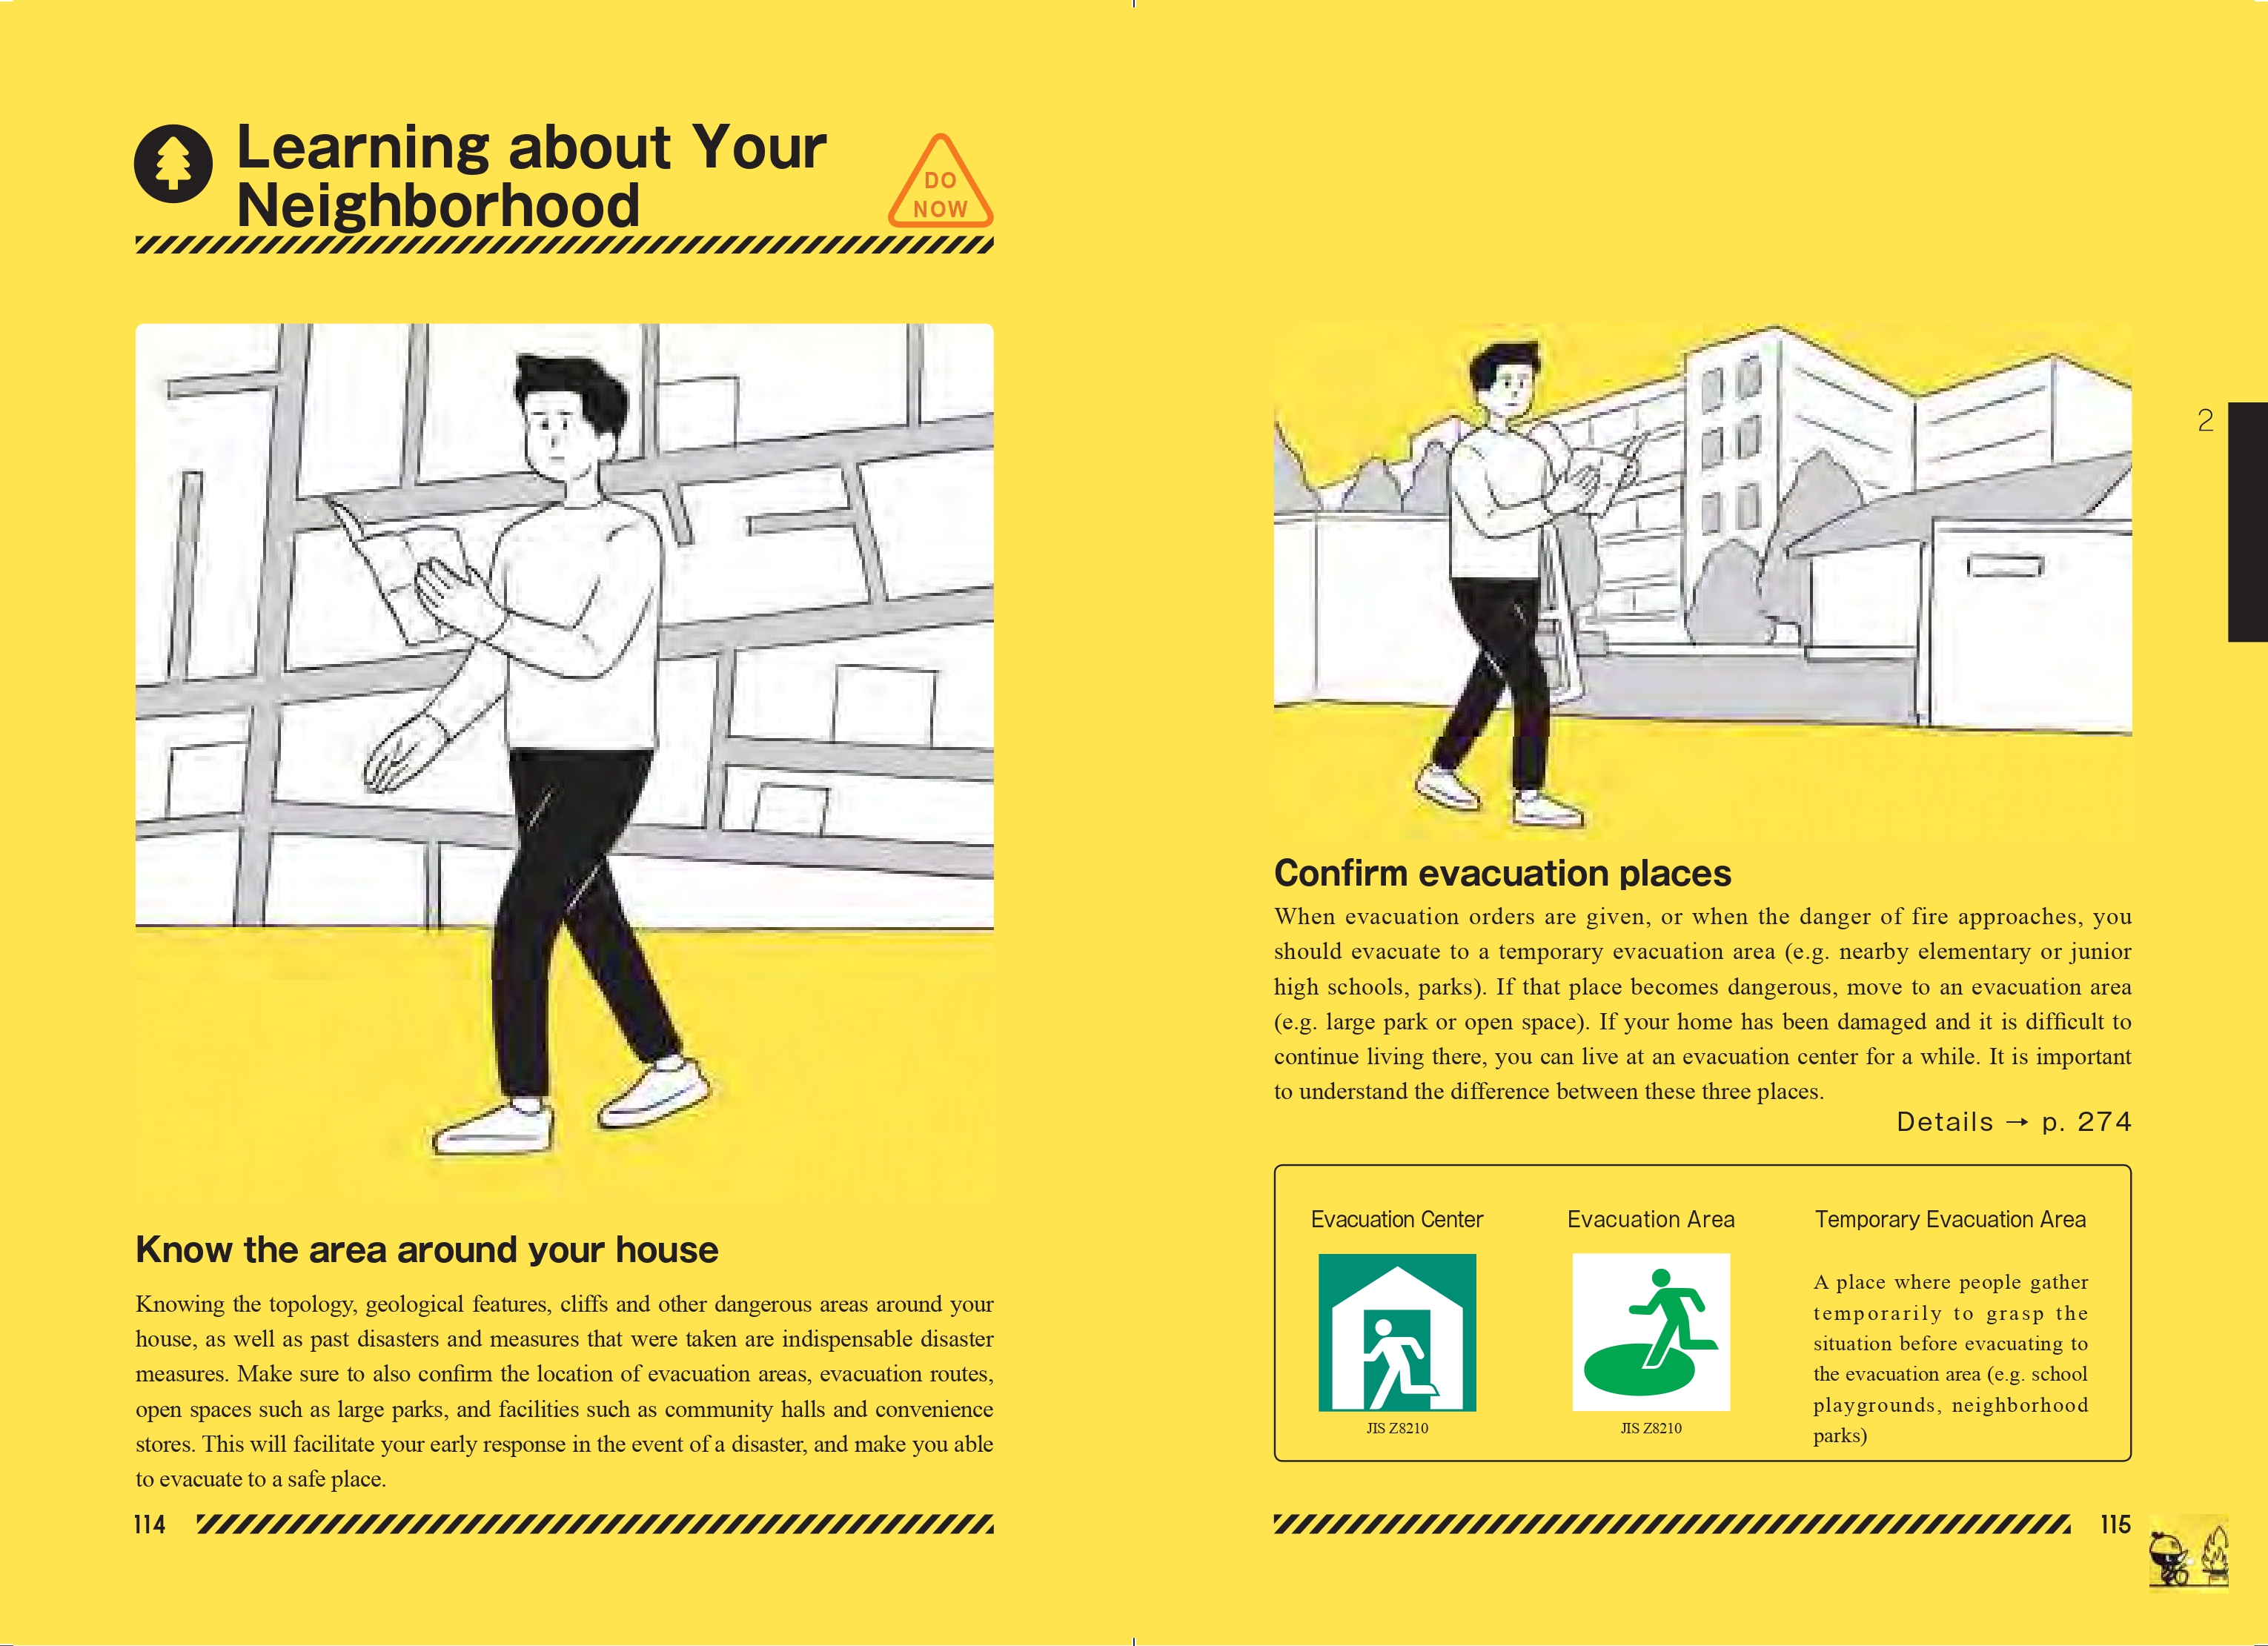 Learning about Your
Neighborhood
DO
NOW
Know the area around your house
Knowing the topology, geological features, cliffs and other dangerous areas around your
house, as well as past disasters and measures that were taken are indispensable disaster
measures. Make sure to also confirm the location of evacuation areas, evacuation routes,
open spaces such as large parks, and facilities such as community halls and convenience
stores. This will facilitate your early response in the event of a disaster, and make you able
to evacuate to a safe place.
114
2
Confirm evacuation places
When evacuation orders are given, or when the danger of fire approaches, you
should evacuate to a temporary evacuation area (e.g. nearby elementary or junior
high schools, parks). If that place becomes dangerous, move to an evacuation area
(e.g. large park or open space). If your home has been damaged and it is difficult to
continue living there, you can live at an evacuation center for a while. It is important
to understand the difference between these three places.
Details → p. 274
Evacuation Center
JIS Z8210
Evacuation Area
JIS Z8210
Temporary Evacuation Area
A place where people gather
temporarily to grasp the
situation before evacuating to
the evacuation area (e.g. school
playgrounds, neighborhood
parks)
115